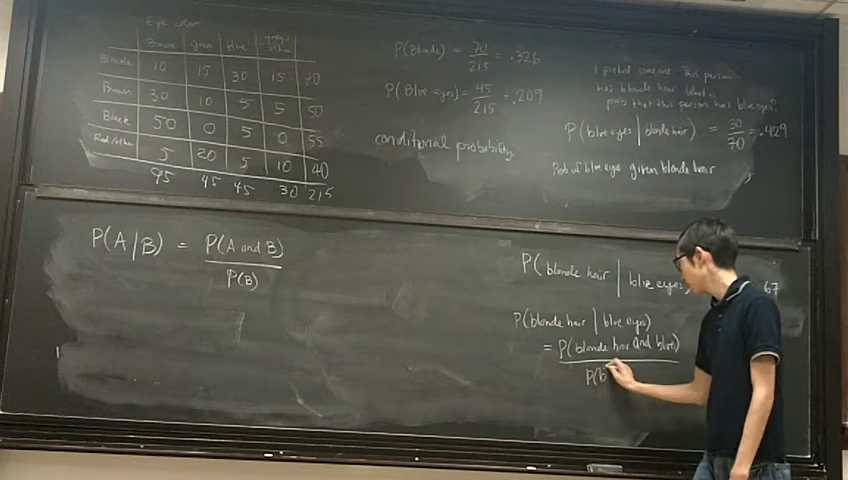 Eye color
Brown green blue other
Blonde 10 15 30 15 70
Brown 30 10 5 5 50
Black 50 0 5 0 55
Red/other 5 20 5 10 40
95 45 45 30 215
P(Blonde) = 70/215 = .326
P(Blue eyes) = 45/215 = .209
conditional probability
I picked someone. This person
has blonde hair. What is
prob that this person has blue eyes?
P(blue eyes | blonde hair) = 30/70 = .429
Prob of blue eyes given blonde hair
P(A|B) = P(A and B)/P(B)
P(blonde hair | blue eyes 67
P(blonde hair | blue eyes)
= P(blonde hair and blue)
P(b